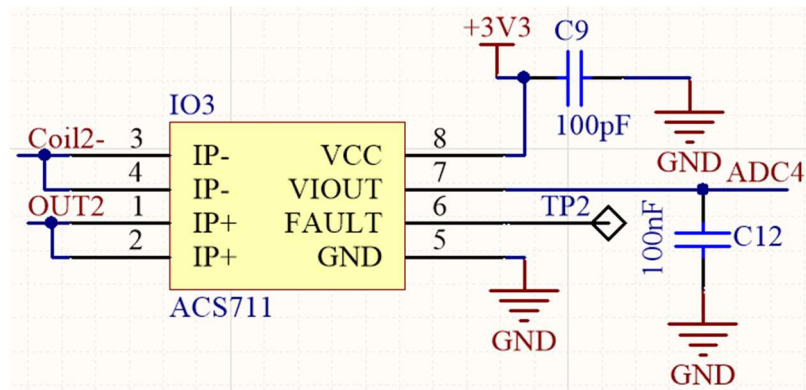 +3V3
C9
100pF
GND
IO3
Coil2-
3
IP-
VCC
8
4
IP-
VIOUT
7
ADC4
OUT2
1
IP+
FAULT
6
TP2
2
IP+
GND
5
100nF
C12
ACS711
GND
GND